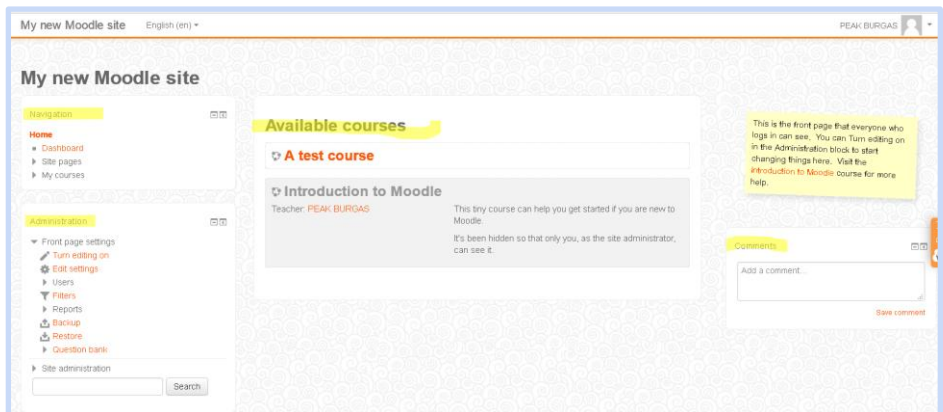 My new Moodle site English (en)
PEAK BURGAS
My new Moodle site
Navigation
Home
Dashboard
Site pages
My courses
Administration
Front page settings
Turn editing on
Edit settings
Users
Filters
Reports
Backup
Restore
Question bank
Site administration
Search
Available courses
A test course
Introduction to Moodle
Teacher: PEAK BURGAS
This tiny course can help you get started if you are new to
Moodle.
It's been hidden so that only you, as the site administrator,
can see it.
This is the front page that everyone who
logs in can see. You can Turn editing on
in the Administration block to start
changing things here. Visit the
Introduction to Moodle course for more
help.
Comments
Add a comment...
Save comment